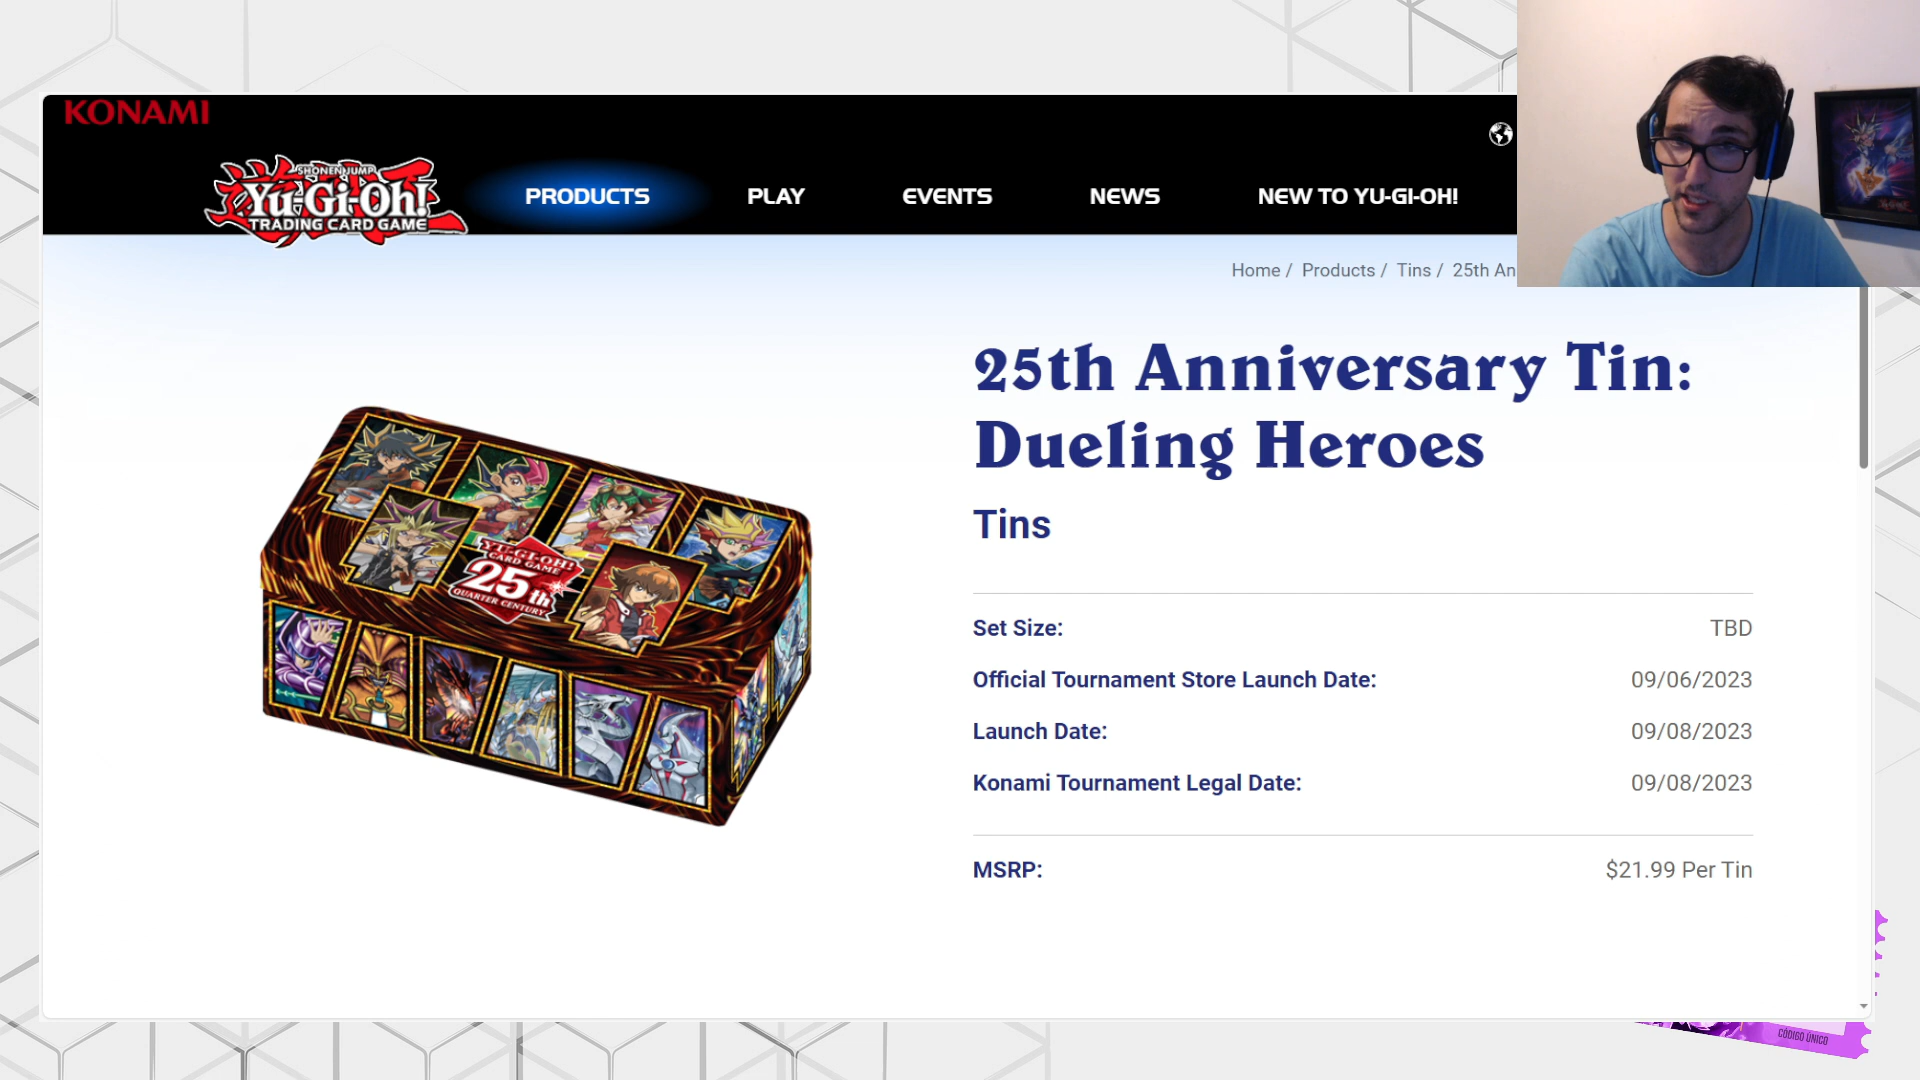 KONAMI
SHONEN JUMP
Yu-Gi-Oh!
TRADING CARD GAME
PRODUCTS
PLAY
EVENTS
NEWS
NEW TO YU-GI-OH!
Home / Products / Tins / 25th An
25th Anniversary Tin:
Dueling Heroes
Tins
YU-GI-OH!
CARD GAME
25th
QUARTER CENTURY
Set Size: TBD
Official Tournament Store Launch Date: 09/06/2023
Launch Date: 09/08/2023
Konami Tournament Legal Date: 09/08/2023
MSRP: $21.99 Per Tin
CÓDIGO ÚNICO